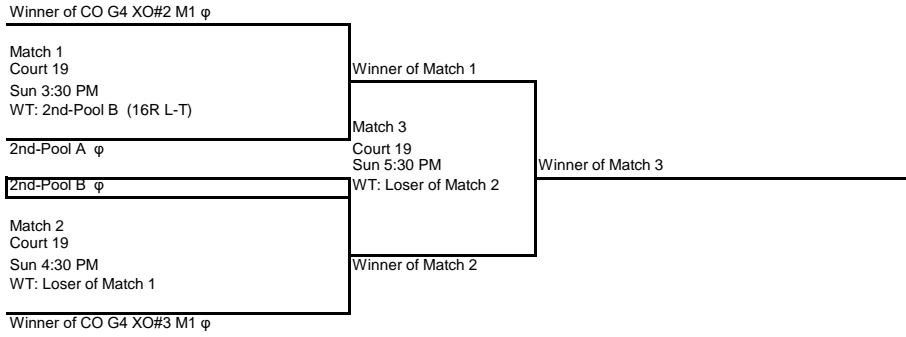 Winner of CO G4 XO#2 M1 φ
Match 1
Court 19
Sun 3:30 PM
WT: 2nd-Pool B (16R L-T)
2nd-Pool A φ
2nd-Pool B φ
Match 2
Court 19
Sun 4:30 PM
WT: Loser of Match 1
Winner of CO G4 XO#3 M1 φ
Winner of Match 1
Match 3
Court 19
Sun 5:30 PM
WT: Loser of Match 2
Winner of Match 2
Winner of Match 3